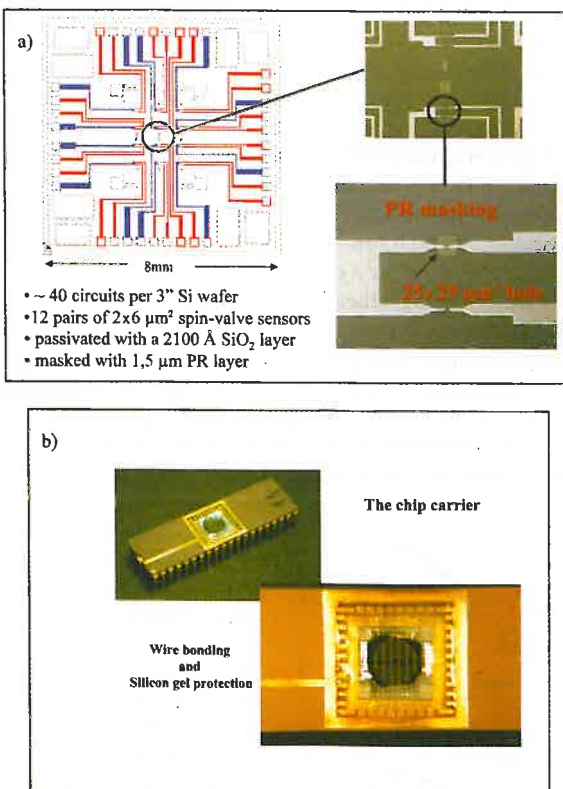 a)
PR masking
25x25 μm² hole
8mm
• ~ 40 circuits per 3” Si wafer
•12 pairs of 2x6 μm² spin-valve sensors
• passivated with a 2100 Å SiO₂ layer
• masked with 1,5 μm PR layer
b)
The chip carrier
Wire bonding
and
Silicon gel protection